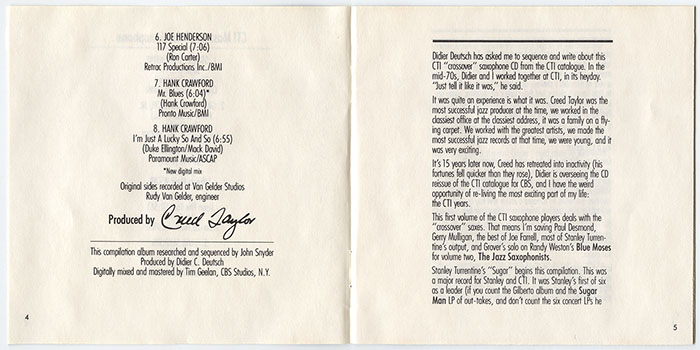 6. JOE HENDERSON
117 Special (7:06)
(Ron Carter)
Retrac Productions Inc./BMI
7. HANK CRAWFORD
Mr. Blues (6:04)*
(Hank Crawford)
Pronto Music/BMI
8. HANK CRAWFORD
I'm Just A Lucky So And So (6:55)
(Duke Ellington/Mack David)
Paramount Music/ASCAP
*New digital mix
Original sides recorded at Van Gelder Studios
Rudy Van Gelder, engineer
Produced by Creed Taylor
This compilation album researched and sequenced by John Snyder
Produced by Didier C. Deutsch
Digitally mixed and mastered by Tim Geelan, CBS Studios, N.Y.
4
Didier Deutsch has asked me to sequence and write about this
CTI "crossover" saxophone CD from the CTI catalogue. In the
mid-70s, Didier and I worked together at CTI, in its heyday.
"Just tell it like it was," he said.
It was quite an experience is what it was. Creed Taylor was the
most successful jazz producer at the time, we worked in the
classiest office at the classiest address, it was a family on a fly-
ing carpet. We worked with the greatest artists, we made the
most successful jazz records at that time, we were young, and it
was very exciting.
It's 15 years later now, Creed has retreated into inactivity (his
fortunes fell quicker than they rose), Didier is overseeing the CD
reissue of the CTI catalogue for CBS, and I have the weird
opportunity of re-living the most exciting part of my life:
the CTI years.
This first volume of the CTI saxophone players deals with the
"crossover" saxes. That means I'm saving Paul Desmond,
Gerry Mulligan, the best of Joe Farrell, most of Stanley Turren-
tine's output, and Grover's solo on Randy Weston's Blue Moses
for volume two, The Jazz Saxophonists.
Stanley Turrentine's "Sugar" begins this compilation. This was
a major record for Stanley and CTI. It was Stanley's first of six
as a leader (if you count the Gilberto album and the Sugar
Man LP of out-takes, and don't count the six concert LP's he
5